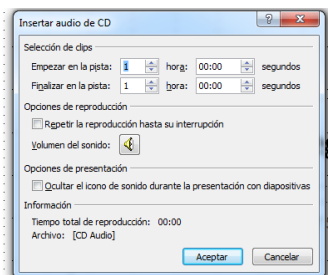 Insertar audio de CD
Selección de clips
Empezar en la pista: 1 hora: 00:00 segundos
Finalizar en la pista: 1 hora: 00:00 segundos
Opciones de reproducción
Repetir la reproducción hasta su interrupción
Volumen del sonido:
Opciones de presentación
Ocultar el icono de sonido durante la presentación con diapositivas
Información
Tiempo total de reproducción: 00:00
Archivo: [CD Audio]
Aceptar Cancelar